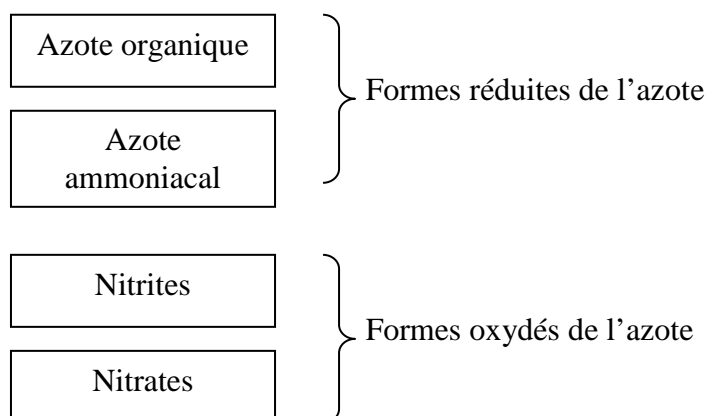 Azote organique
Formes réduites de l’azote
Azote
ammoniacal
Nitrites
Formes oxydés de l’azote
Nitrates